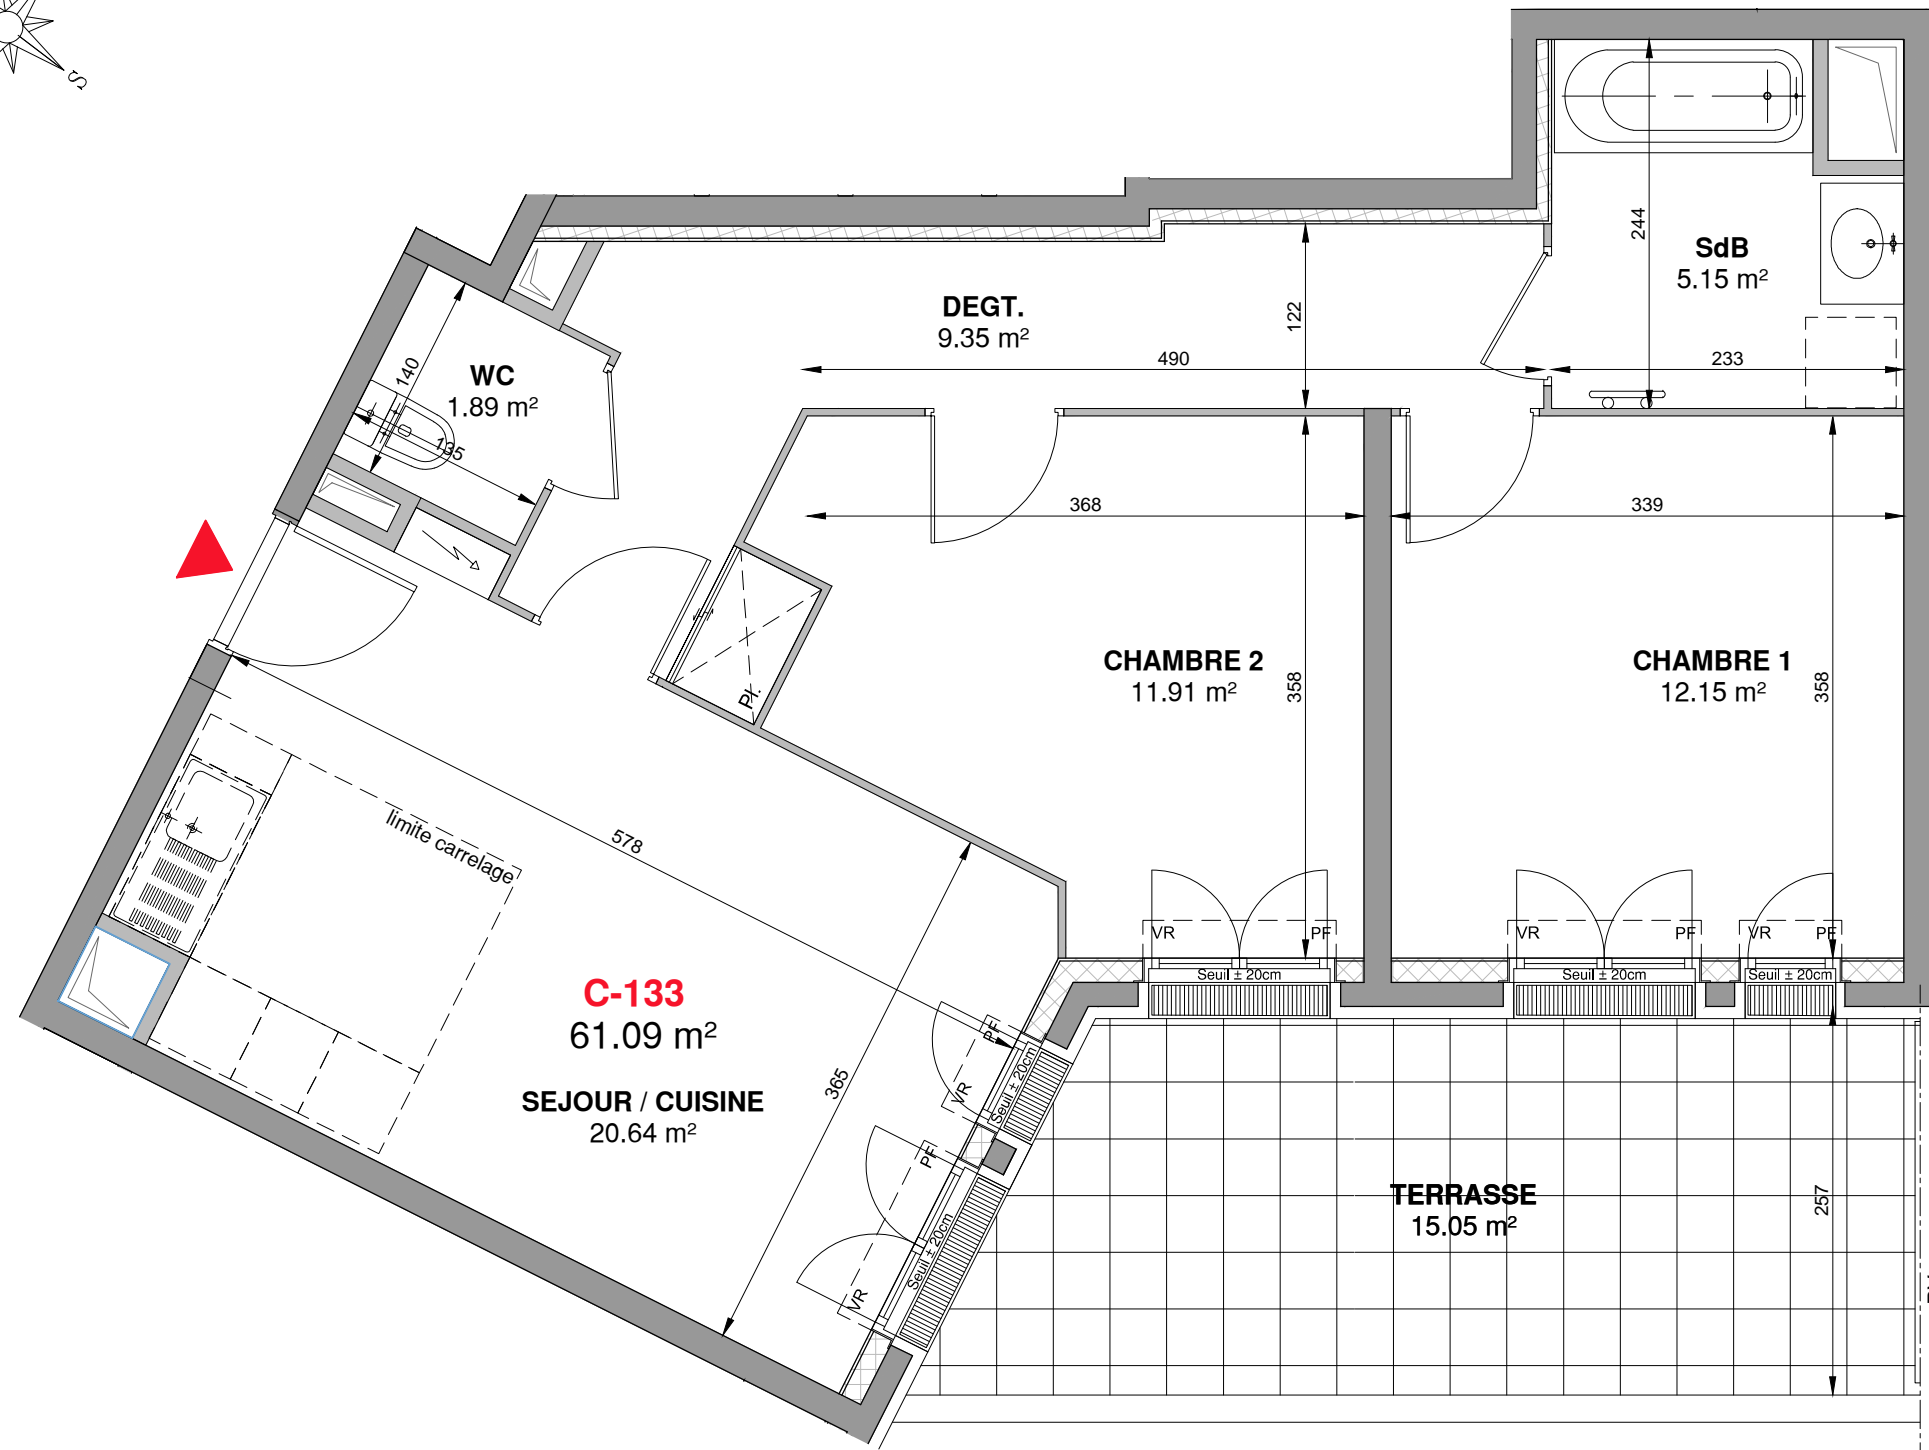 S
244
SdB
5.15 m²
122
DEGT.
9.35 m²
490
233
140
WC
1.89 m²
135
368
339
CHAMBRE 2
11.91 m²
358
CHAMBRE 1
12.15 m²
358
Pl.
578
limite carrelage
VR
PF
VR
PF
VR
PF
Seuil ± 20cm
Seuil ± 20cm
Seuil ± 20cm
C-133
61.09 m²
PF
VR
Seuil ± 20cm
365
SEJOUR / CUISINE
20.64 m²
PF
VR
Seuil ± 20cm
TERRASSE
15.05 m²
257